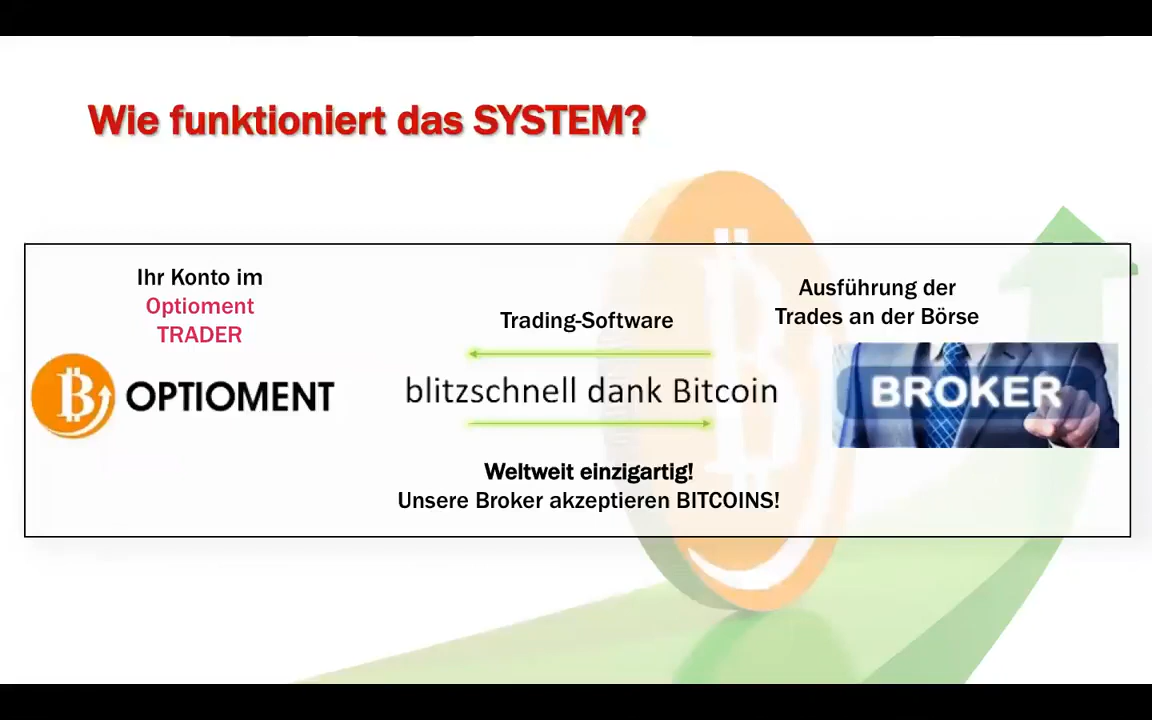 Wie funktioniert das SYSTEM?
Ihr Konto im
Optioment
TRADER
OPTIOMENT
Trading-Software
blitzschnell dank Bitcoin
Weltweit einzigartig!
Unsere Broker akzeptieren BITCOINS!
Ausführung der
Trades an der Börse
BROKER